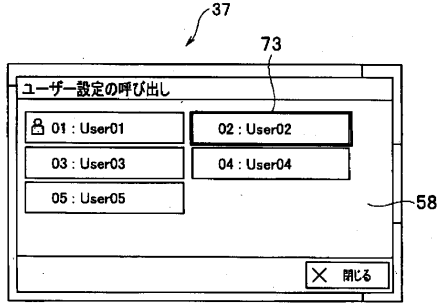 37
73
ユーザー設定の呼び出し
01 : User01
02 : User02
03 : User03
04 : User04
05 : User05
58
閉じる